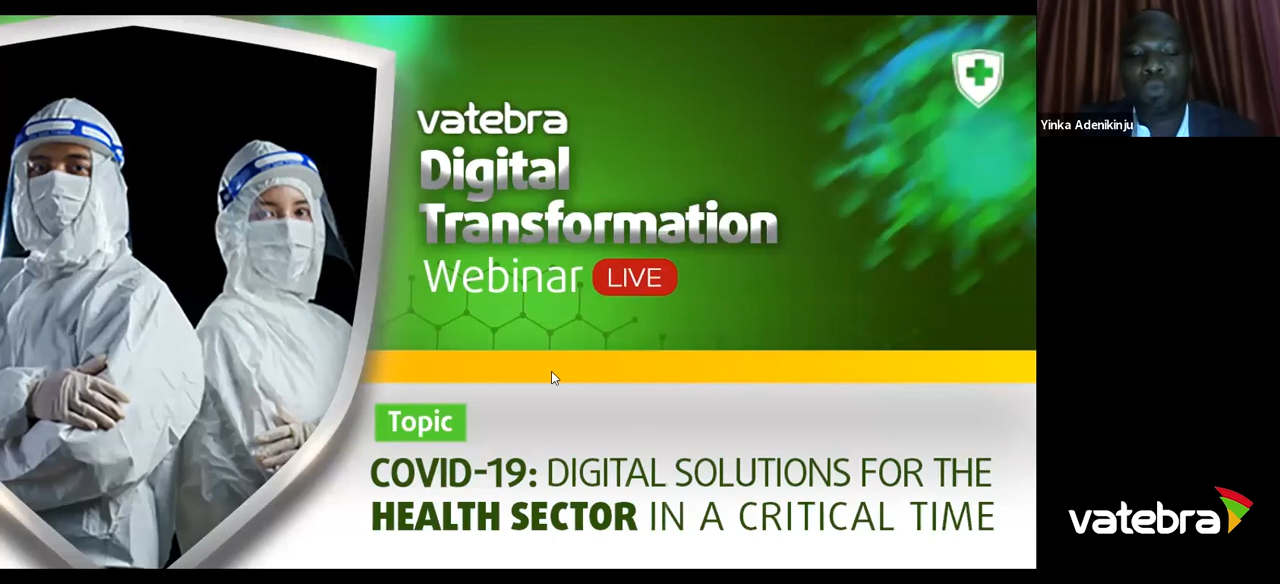 vatebra
Digital
Transformation
Webinar LIVE
Topic
COVID-19: DIGITAL SOLUTIONS FOR THE
HEALTH SECTOR IN A CRITICAL TIME
Yinka Adenikinju
vatebra